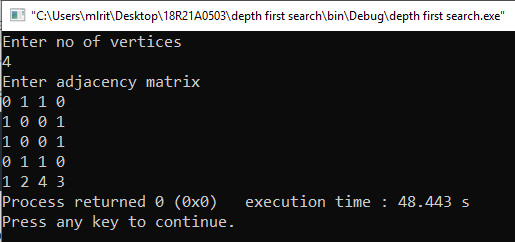 "C:\Users\mlrit\Desktop\18R21A0503\depth first search\bin\Debug\depth first search.exe"
Enter no of vertices
4
Enter adjacency matrix
0 1 1 0
1 0 0 1
1 0 0 1
0 1 1 0
1 2 4 3
Process returned 0 (0x0)   execution time : 48.443 s
Press any key to continue.